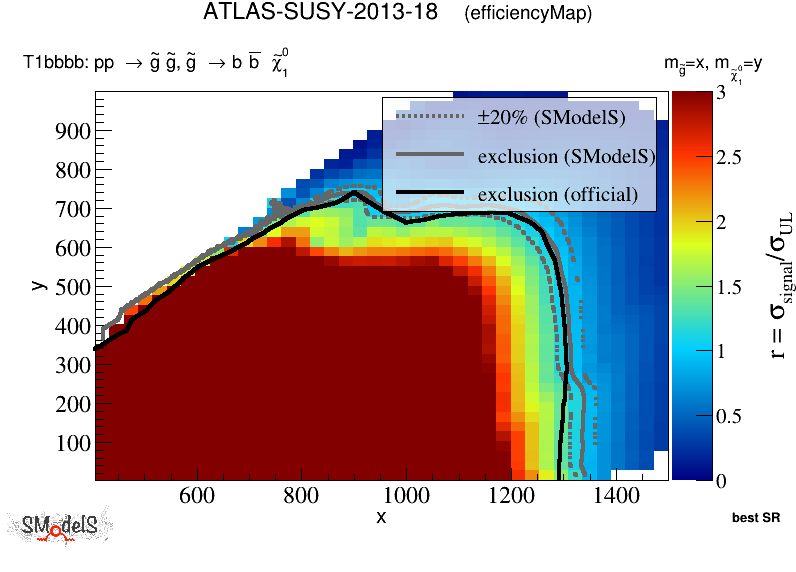 ATLAS-SUSY-2013-18 (efficiencyMap)
T1bbbb: pp → g̃ g̃, g̃ → b b̅ χ̃₁⁰ m_g̃=x, m_χ̃₁⁰=y
±20% (SModelS)
exclusion (SModelS)
exclusion (official)
900
800
700
600
500
400
300
200
100
y
600 800 1000 1200 1400
x
3
2.5
2
1.5
1
0.5
0
r = σ_signal/σ_UL
best SR
SModelS